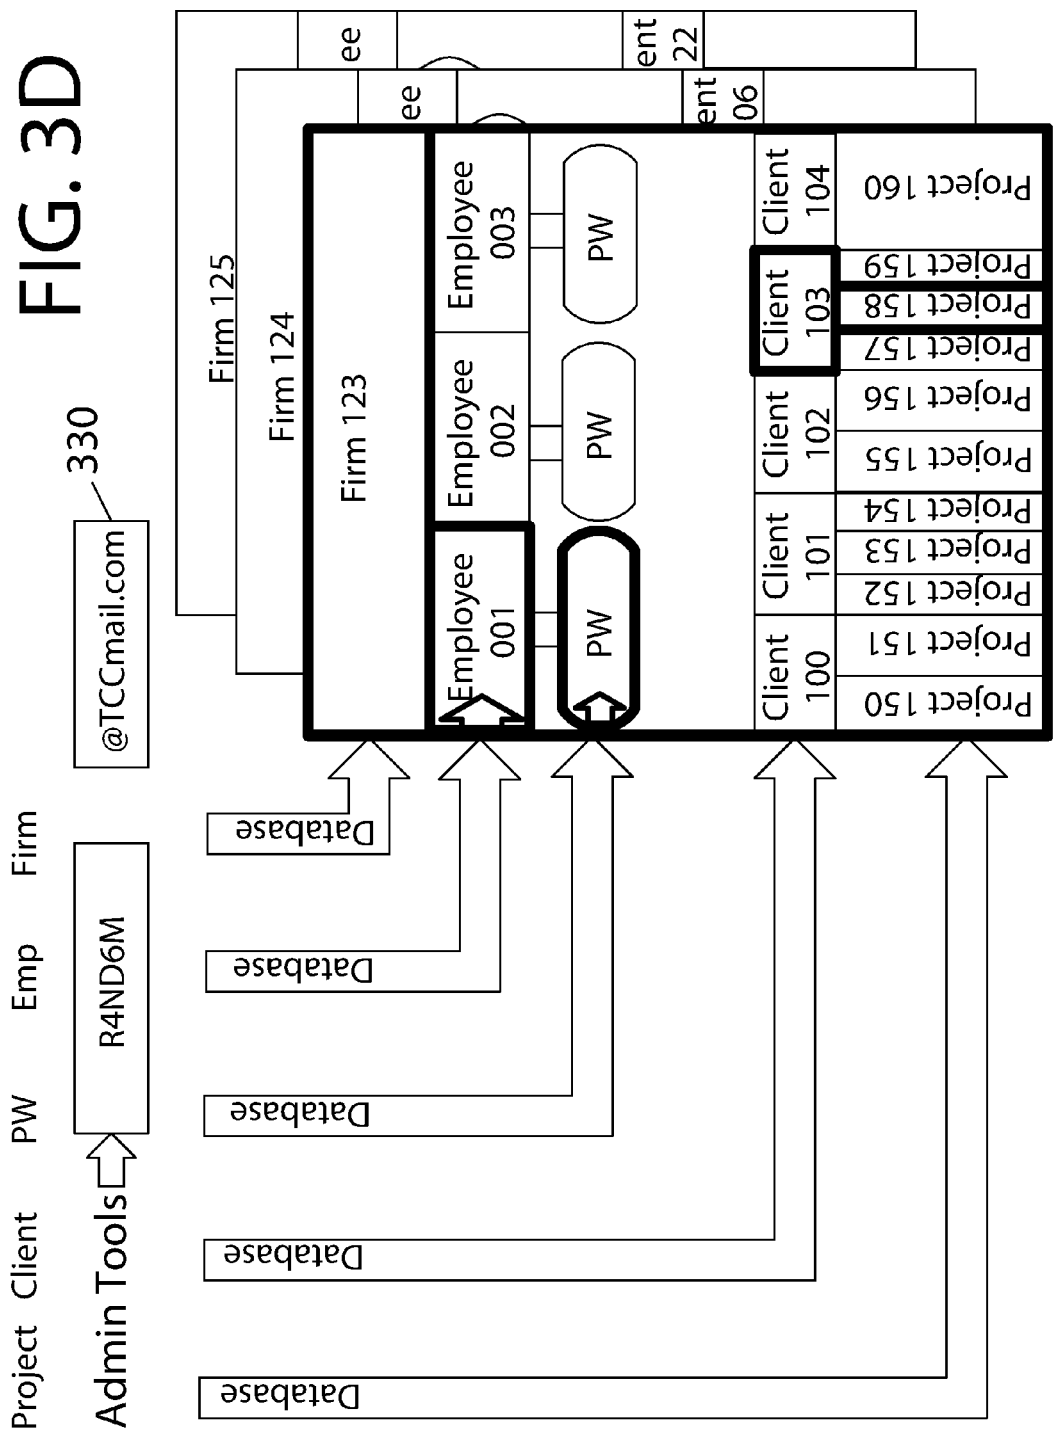 FIG. 3D
Project Client PW Emp Firm
Admin Tools
R4ND6M
@TCCmail.com
330
Database
Database
Database
Database
Database
Firm 125
Firm 124
Firm 123
ee
ee
ent
22
ent
06
Employee
001
Employee
002
Employee
003
PW
PW
PW
Client
100
Client
101
Client
102
Client
103
Client
104
Project 150
Project 151
Project 152
Project 153
Project 154
Project 155
Project 156
Project 157
Project 158
Project 159
Project 160